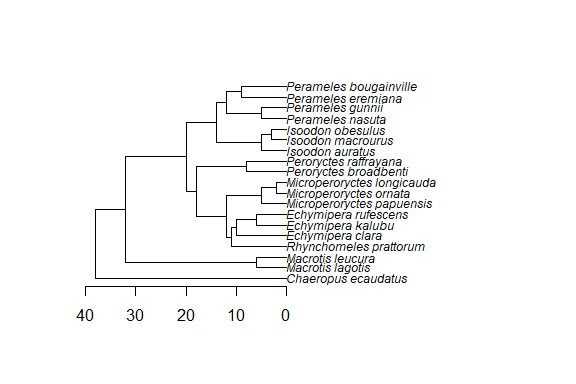 Perameles bougainville
Perameles eremiana
Perameles gunnii
Perameles nasuta
Isoodon obesulus
Isoodon macrourus
Isoodon auratus
Peroryctes raffrayana
Peroryctes broadbenti
Microperoryctes longicauda
Microperoryctes ornata
Microperoryctes papuensis
Echymipera rufescens
Echymipera kalubu
Echymipera clara
Rhynchomeles prattorum
Macrotis leucura
Macrotis lagotis
Chaeropus ecaudatus
40 30 20 10 0